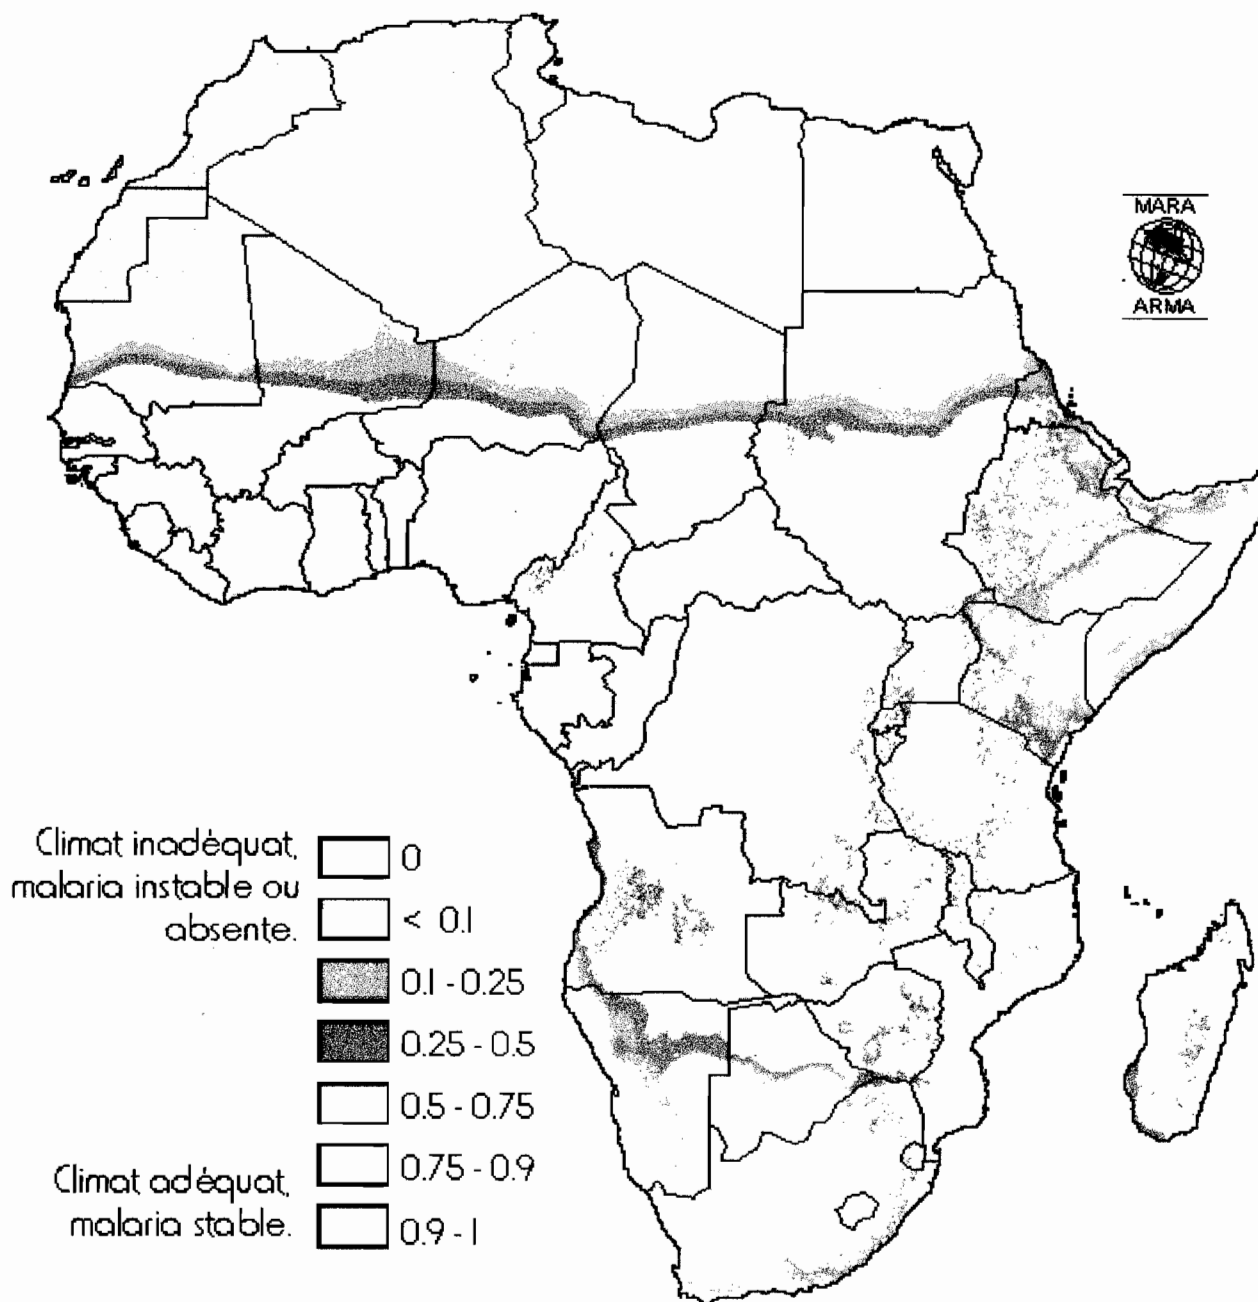 MARA
ARMA
Climat inadéquat,
malaria instable ou
absente.
0
< 0.1
0.1 - 0.25
0.25 - 0.5
0.5 - 0.75
0.75 - 0.9
Climat adéquat,
malaria stable.
0.9 - 1